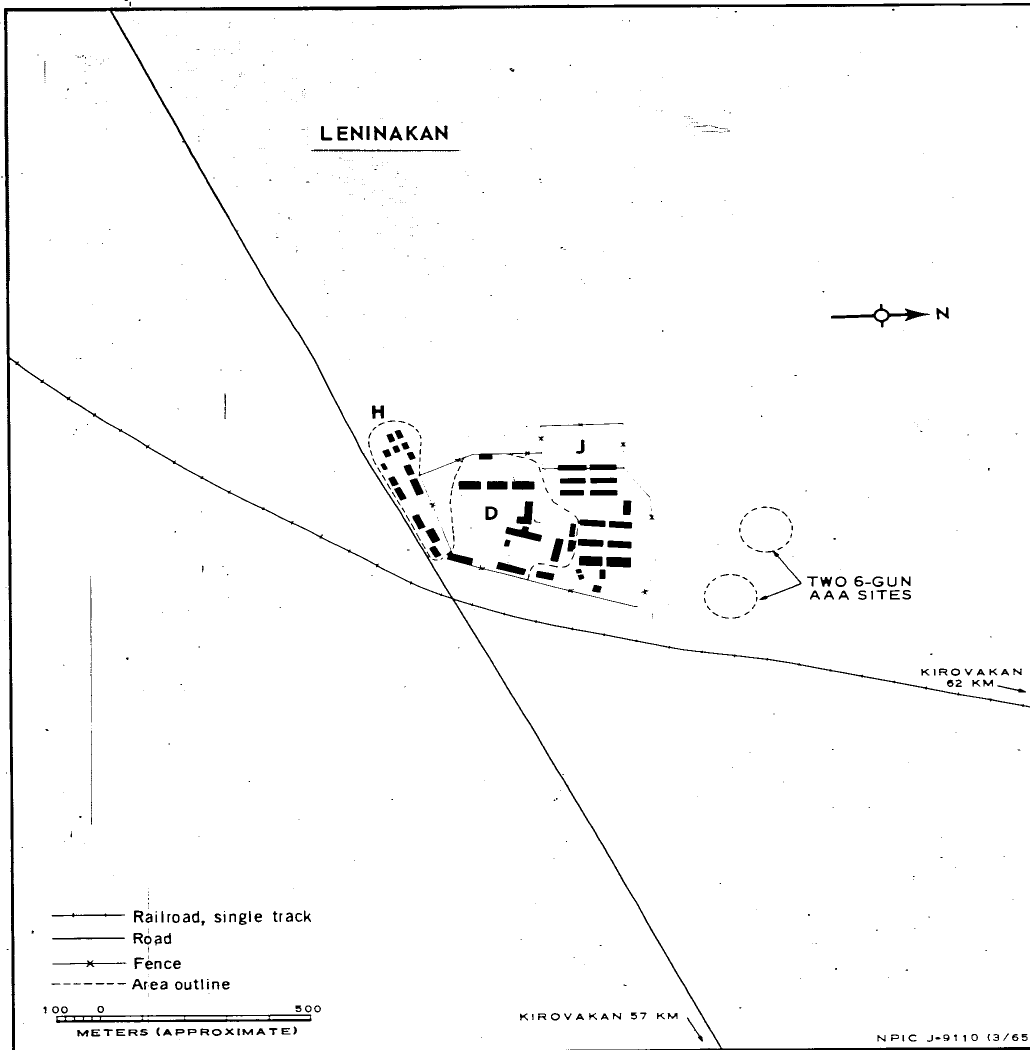 LENINAKAN
N
H
J
D
TWO 6-GUN
AAA SITES
KIROVAKAN
62 KM
Railroad, single track
Road
Fence
Area outline
100 0 500
METERS (APPROXIMATE)
KIROVAKAN 57 KM
NPIC J-9110 (3/65